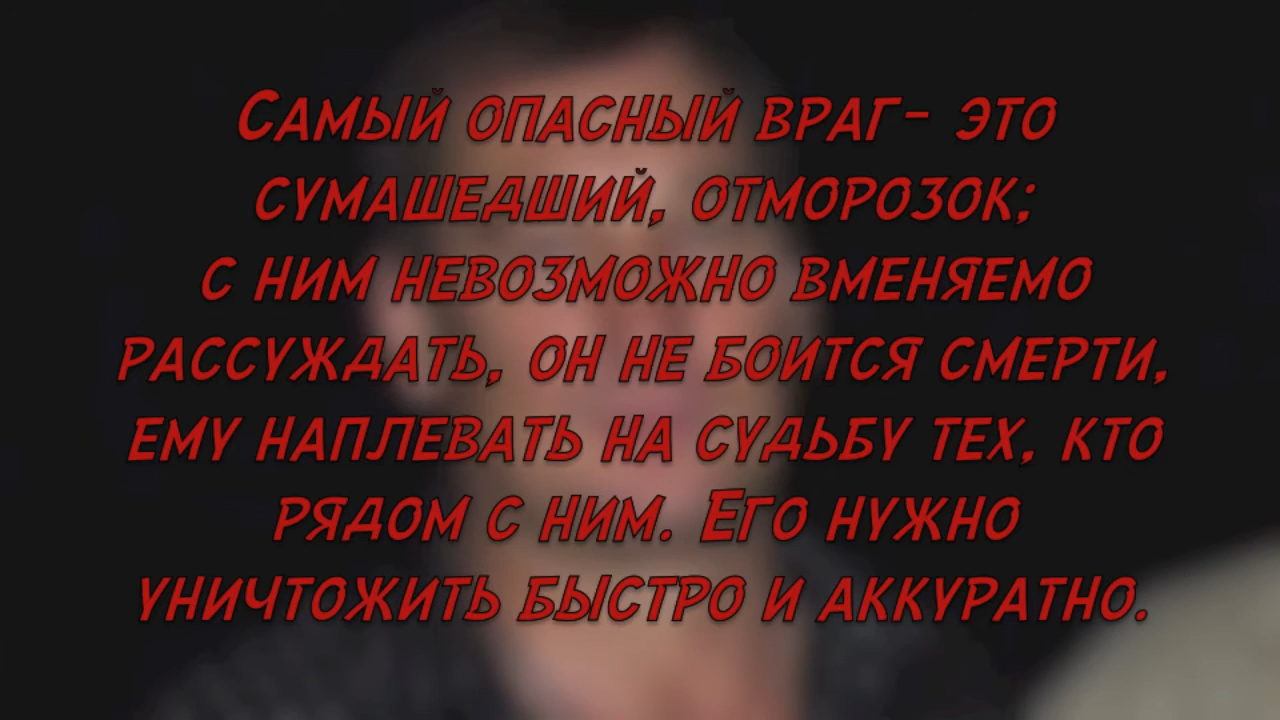 Самый опасный враг- это
сумашедший, отморозок;
с ним невозможно вменяемо
рассуждать, он не боится смерти,
ему наплевать на судьбу тех, кто
рядом с ним. Его нужно
уничтожить быстро и аккуратно.